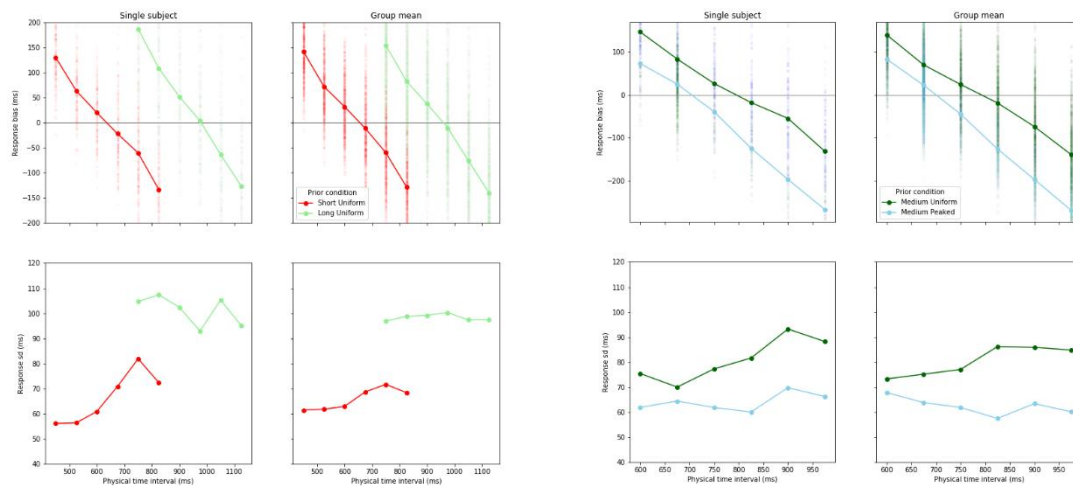 Single subject
Group mean
Single subject
Group mean
Response bias (ms)
200
150
100
50
0
−50
−100
−150
−200
Prior condition
Short Uniform
Long Uniform
Response bias (ms)
100
0
−100
−200
Prior condition
Medium Uniform
Medium Peaked
Response sd (ms)
120
110
100
90
80
70
60
50
40
500 600 700 800 900 1000 1100
Physical time interval (ms)
500 600 700 800 900 1000 1100
Physical time interval (ms)
Response sd (ms)
120
110
100
90
80
70
60
50
40
600 650 700 750 800 850 900 950
Physical time interval (ms)
600 650 700 750 800 850 900 950
Physical time interval (ms)